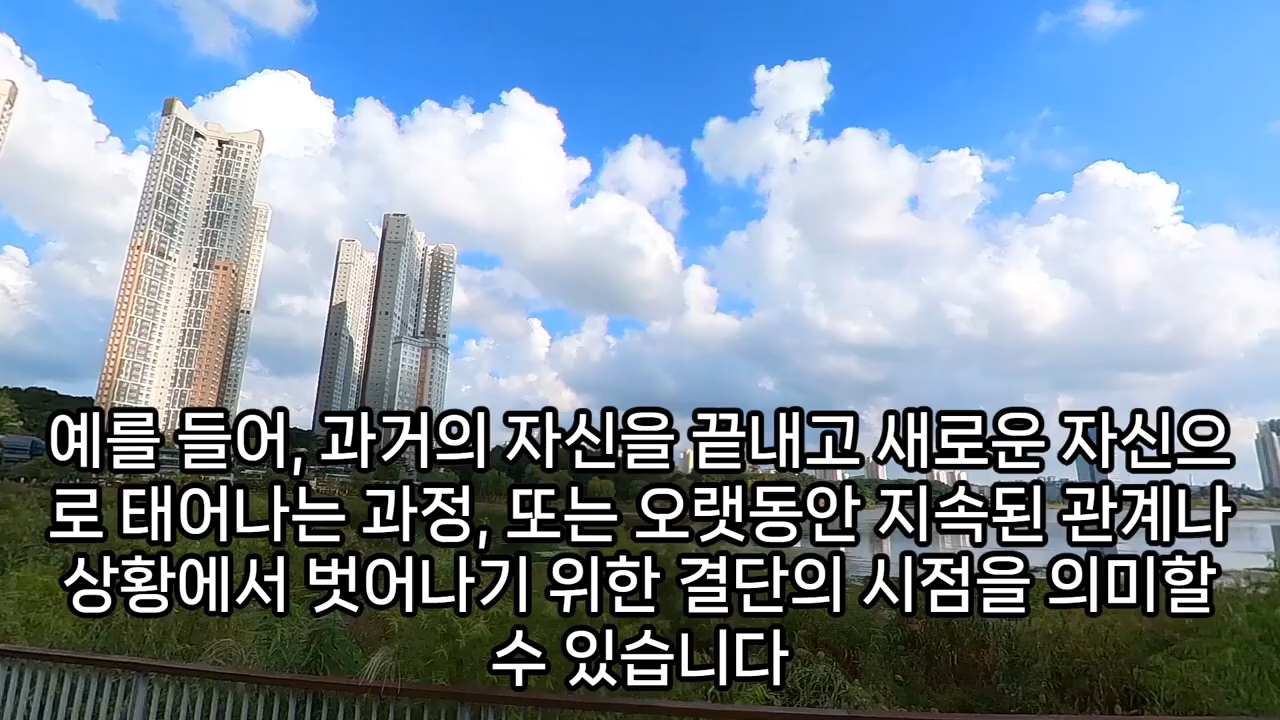 예를 들어, 과거의 자신을 끝내고 새로운 자신으
로 태어나는 과정, 또는 오랫동안 지속된 관계나
상황에서 벗어나기 위한 결단의 시점을 의미할
수 있습니다